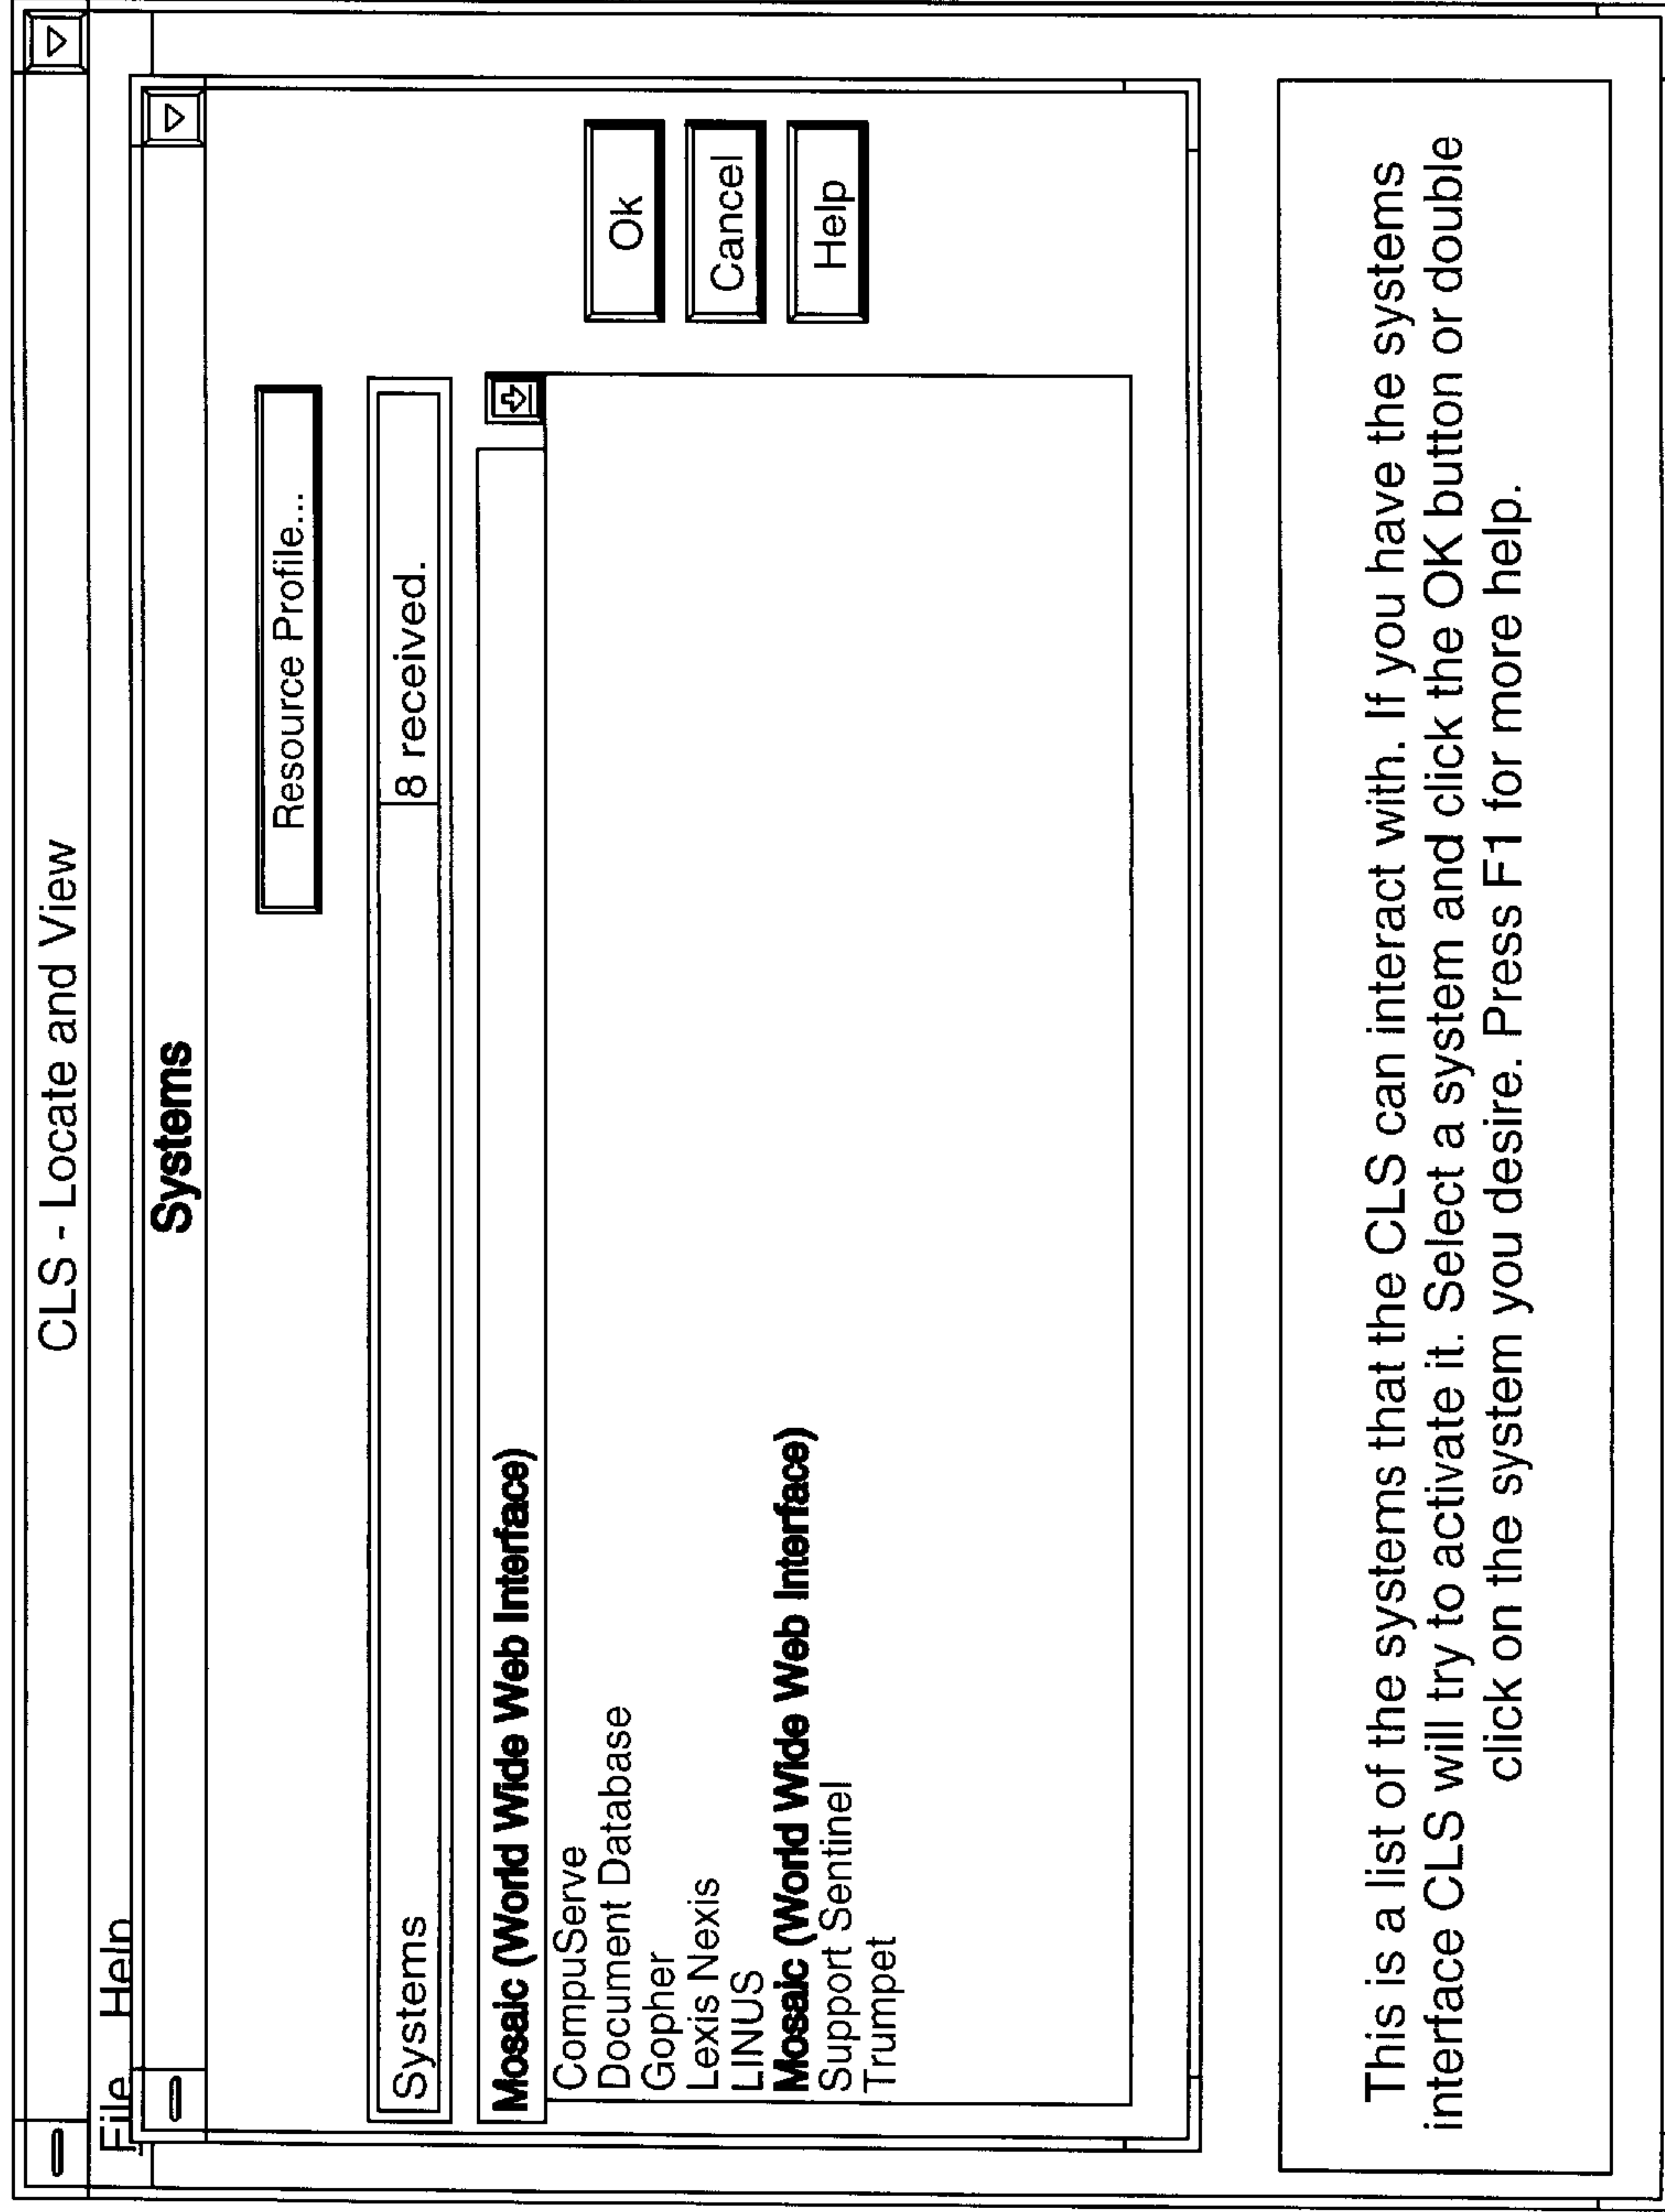 CLS - Locate and View
File Help
Systems
Resource Profile...
Systems 8 received.
Mosaic (World Wide Web Interface)
CompuServe
Document Database
Gopher
Lexis Nexis
LINUS
Mosaic (World Wide Web Interface)
Support Sentinel
Trumpet
Ok
Cancel
Help
This is a list of the systems that the CLS can interact with. If you have the systems
interface CLS will try to activate it. Select a system and click the OK button or double
click on the system you desire. Press F1 for more help.